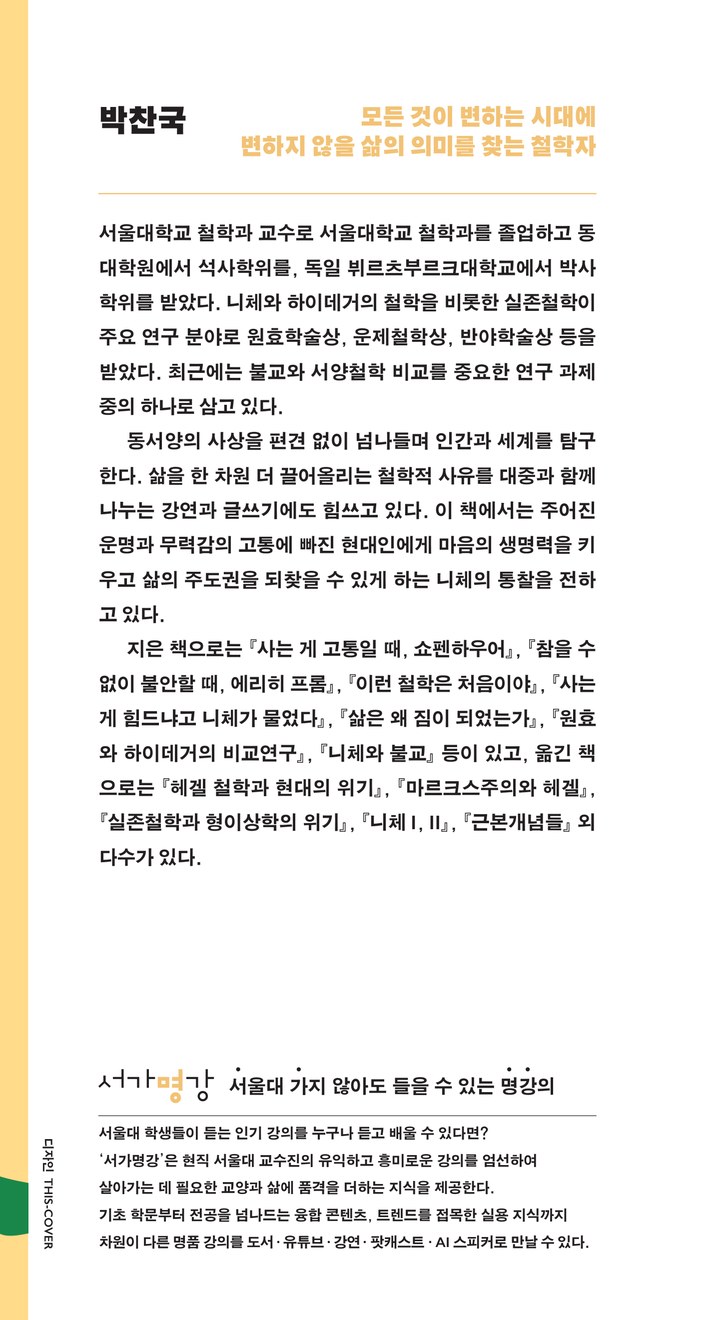 박찬국
모든 것이 변하는 시대에
변하지 않을 삶의 의미를 찾는 철학자
서울대학교 철학과 교수로 서울대학교 철학과를 졸업하고 동
대학원에서 석사학위를, 독일 뷔르츠부르크대학교에서 박사
학위를 받았다. 니체와 하이데거의 철학을 비롯한 실존철학이
주요 연구 분야로 원효학술상, 운제철학상, 반야학술상 등을
받았다. 최근에는 불교와 서양철학 비교를 중요한 연구 과제
중의 하나로 삼고 있다.
동서양의 사상을 편견 없이 넘나들며 인간과 세계를 탐구
한다. 삶을 한 차원 더 끌어올리는 철학적 사유를 대중과 함께
나누는 강연과 글쓰기에도 힘쓰고 있다. 이 책에서는 주어진
운명과 무력감의 고통에 빠진 현대인에게 마음의 생명력을 키
우고 삶의 주도권을 되찾을 수 있게 하는 니체의 통찰을 전하
고 있다.
지은 책으로는 『사는 게 고통일 때, 쇼펜하우어』, 『참을 수
없이 불안할 때, 에리히 프롬』, 『이런 철학은 처음이야』, 『사는
게 힘드냐고 니체가 물었다』, 『삶은 왜 짐이 되었는가』, 『원효
와 하이데거의 비교연구』, 『니체와 불교』 등이 있고, 옮긴 책
으로는 『헤겔 철학과 현대의 위기』, 『마르크스주의와 헤겔』,
『실존철학과 형이상학의 위기』, 『니체 I, II』, 『근본개념들』 외
다수가 있다.
서가명강 서울대 가지 않아도 들을 수 있는 명강의
서울대 학생들이 듣는 인기 강의를 누구나 듣고 배울 수 있다면?
‘서가명강’은 현직 서울대 교수진의 유익하고 흥미로운 강의를 엄선하여
살아가는 데 필요한 교양과 삶에 품격을 더하는 지식을 제공한다.
기초 학문부터 전공을 넘나드는 융합 콘텐츠, 트렌드를 접목한 실용 지식까지
차원이 다른 명품 강의를 도서·유튜브·강연·팟캐스트·AI 스피커로 만날 수 있다.
디자인 THIS-COVER